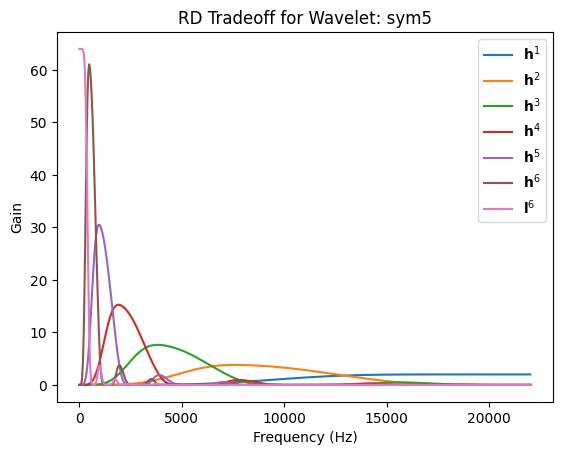 RD Tradeoff for Wavelet: sym5
Gain
60
50
40
30
20
10
0
0 5000 10000 15000 20000
Frequency (Hz)
h¹
h²
h³
h⁴
h⁵
h⁶
l⁶